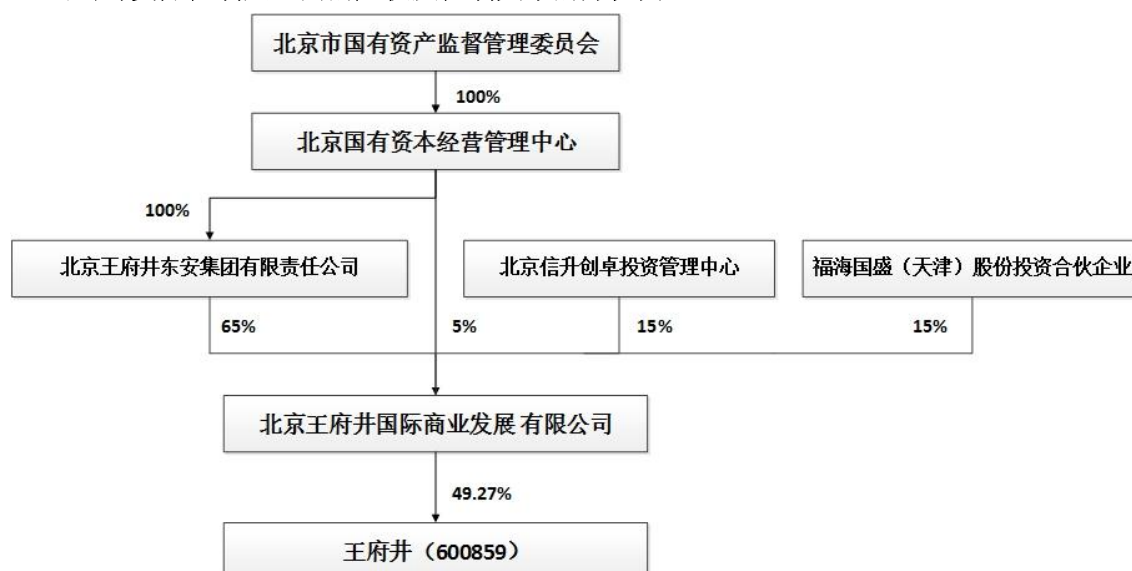 北京市国有资产监督管理委员会
100%
北京国有资本经营管理中心
100%
北京王府井东安集团有限责任公司
北京信升创卓投资管理中心
福海国盛（天津）股份投资合伙企业
65%
5%
15%
15%
北京王府井国际商业发展有限公司
49.27%
王府井（600859）